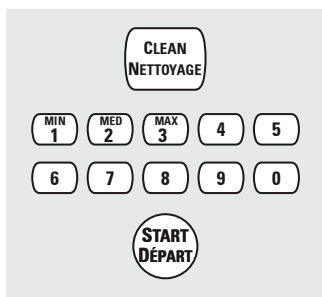 CLEAN
NETTOYAGE
MIN MED MAX
1 2 3 4 5
6 7 8 9 0
START
DÉPART